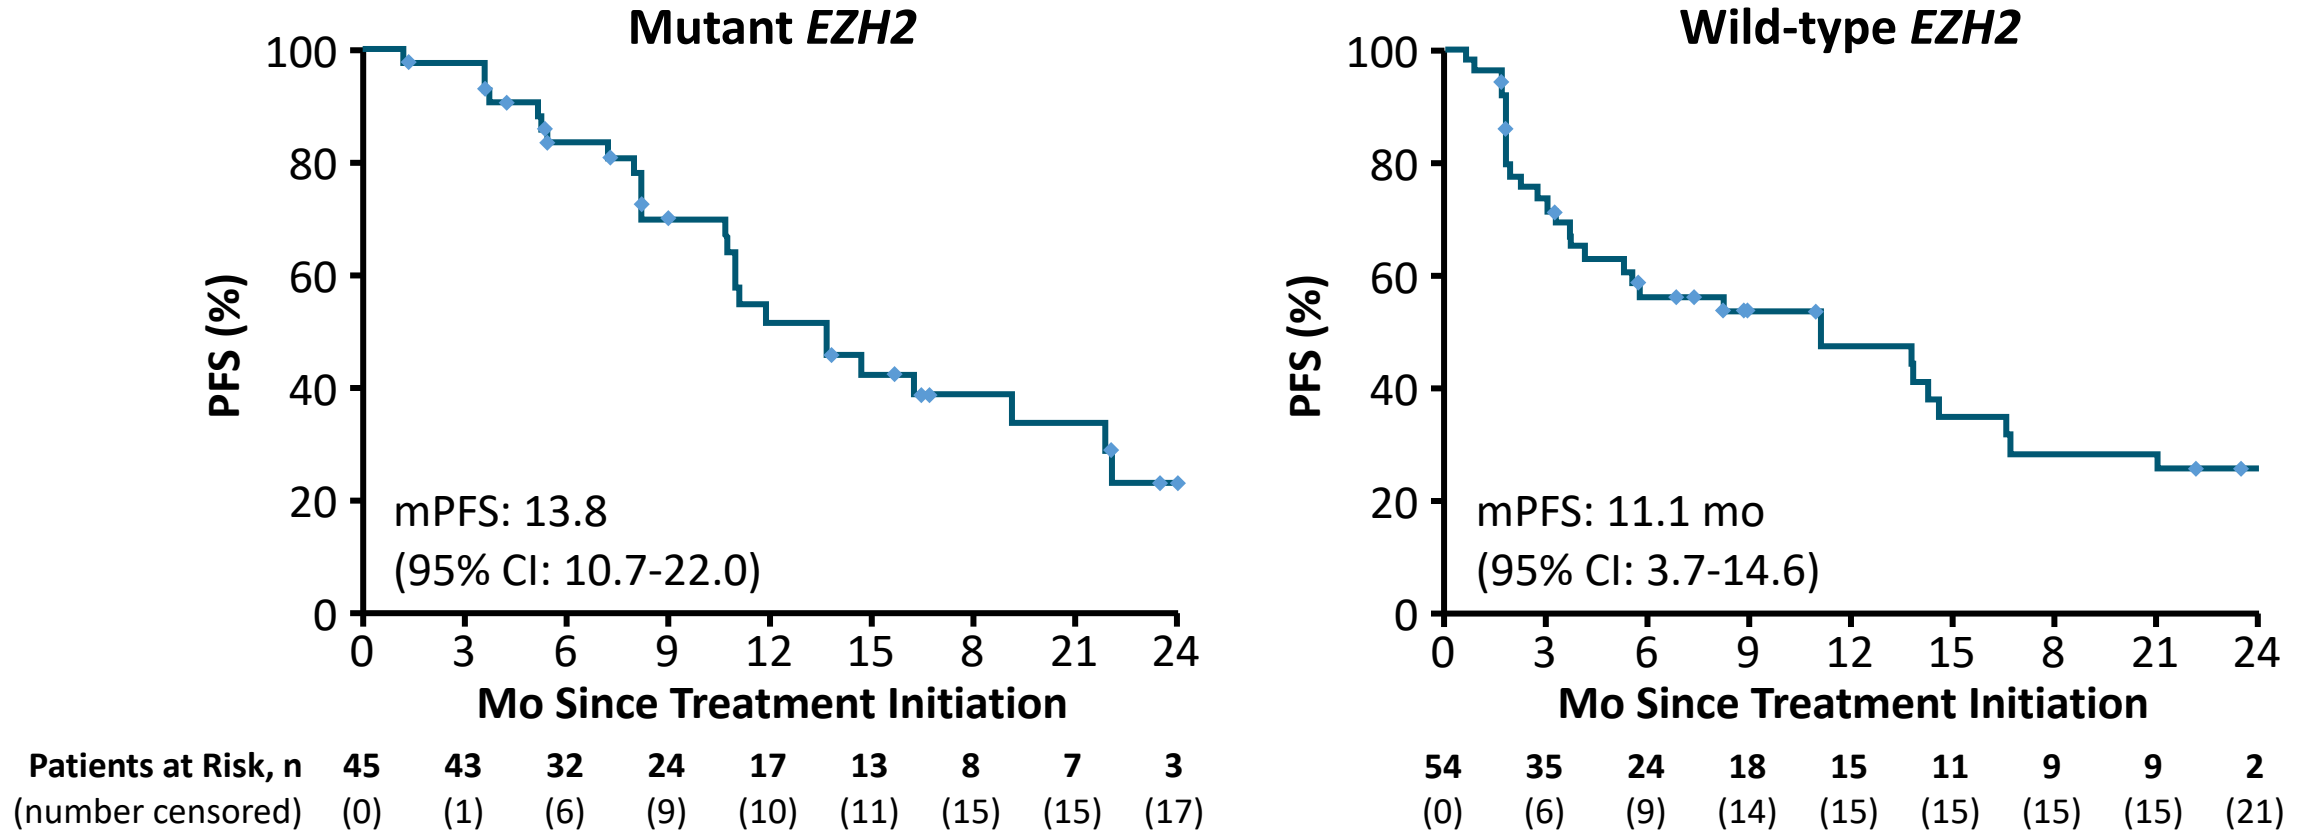 Mutant EZH2
100
80
60
40
20
0
PFS (%)
mPFS: 13.8
(95% CI: 10.7-22.0)
0 3 6 9 12 15 8 21 24
Mo Since Treatment Initiation
Wild-type EZH2
100
80
60
40
20
0
PFS (%)
mPFS: 11.1 mo
(95% CI: 3.7-14.6)
0 3 6 9 12 15 8 21 24
Mo Since Treatment Initiation
Patients at Risk, n 45 43 32 24 17 13 8 7 3 54 35 24 18 15 11 9 9 2
(number censored) (0) (1) (6) (9) (10) (11) (15) (15) (17) (0) (6) (9) (14) (15) (15) (15) (15) (21)